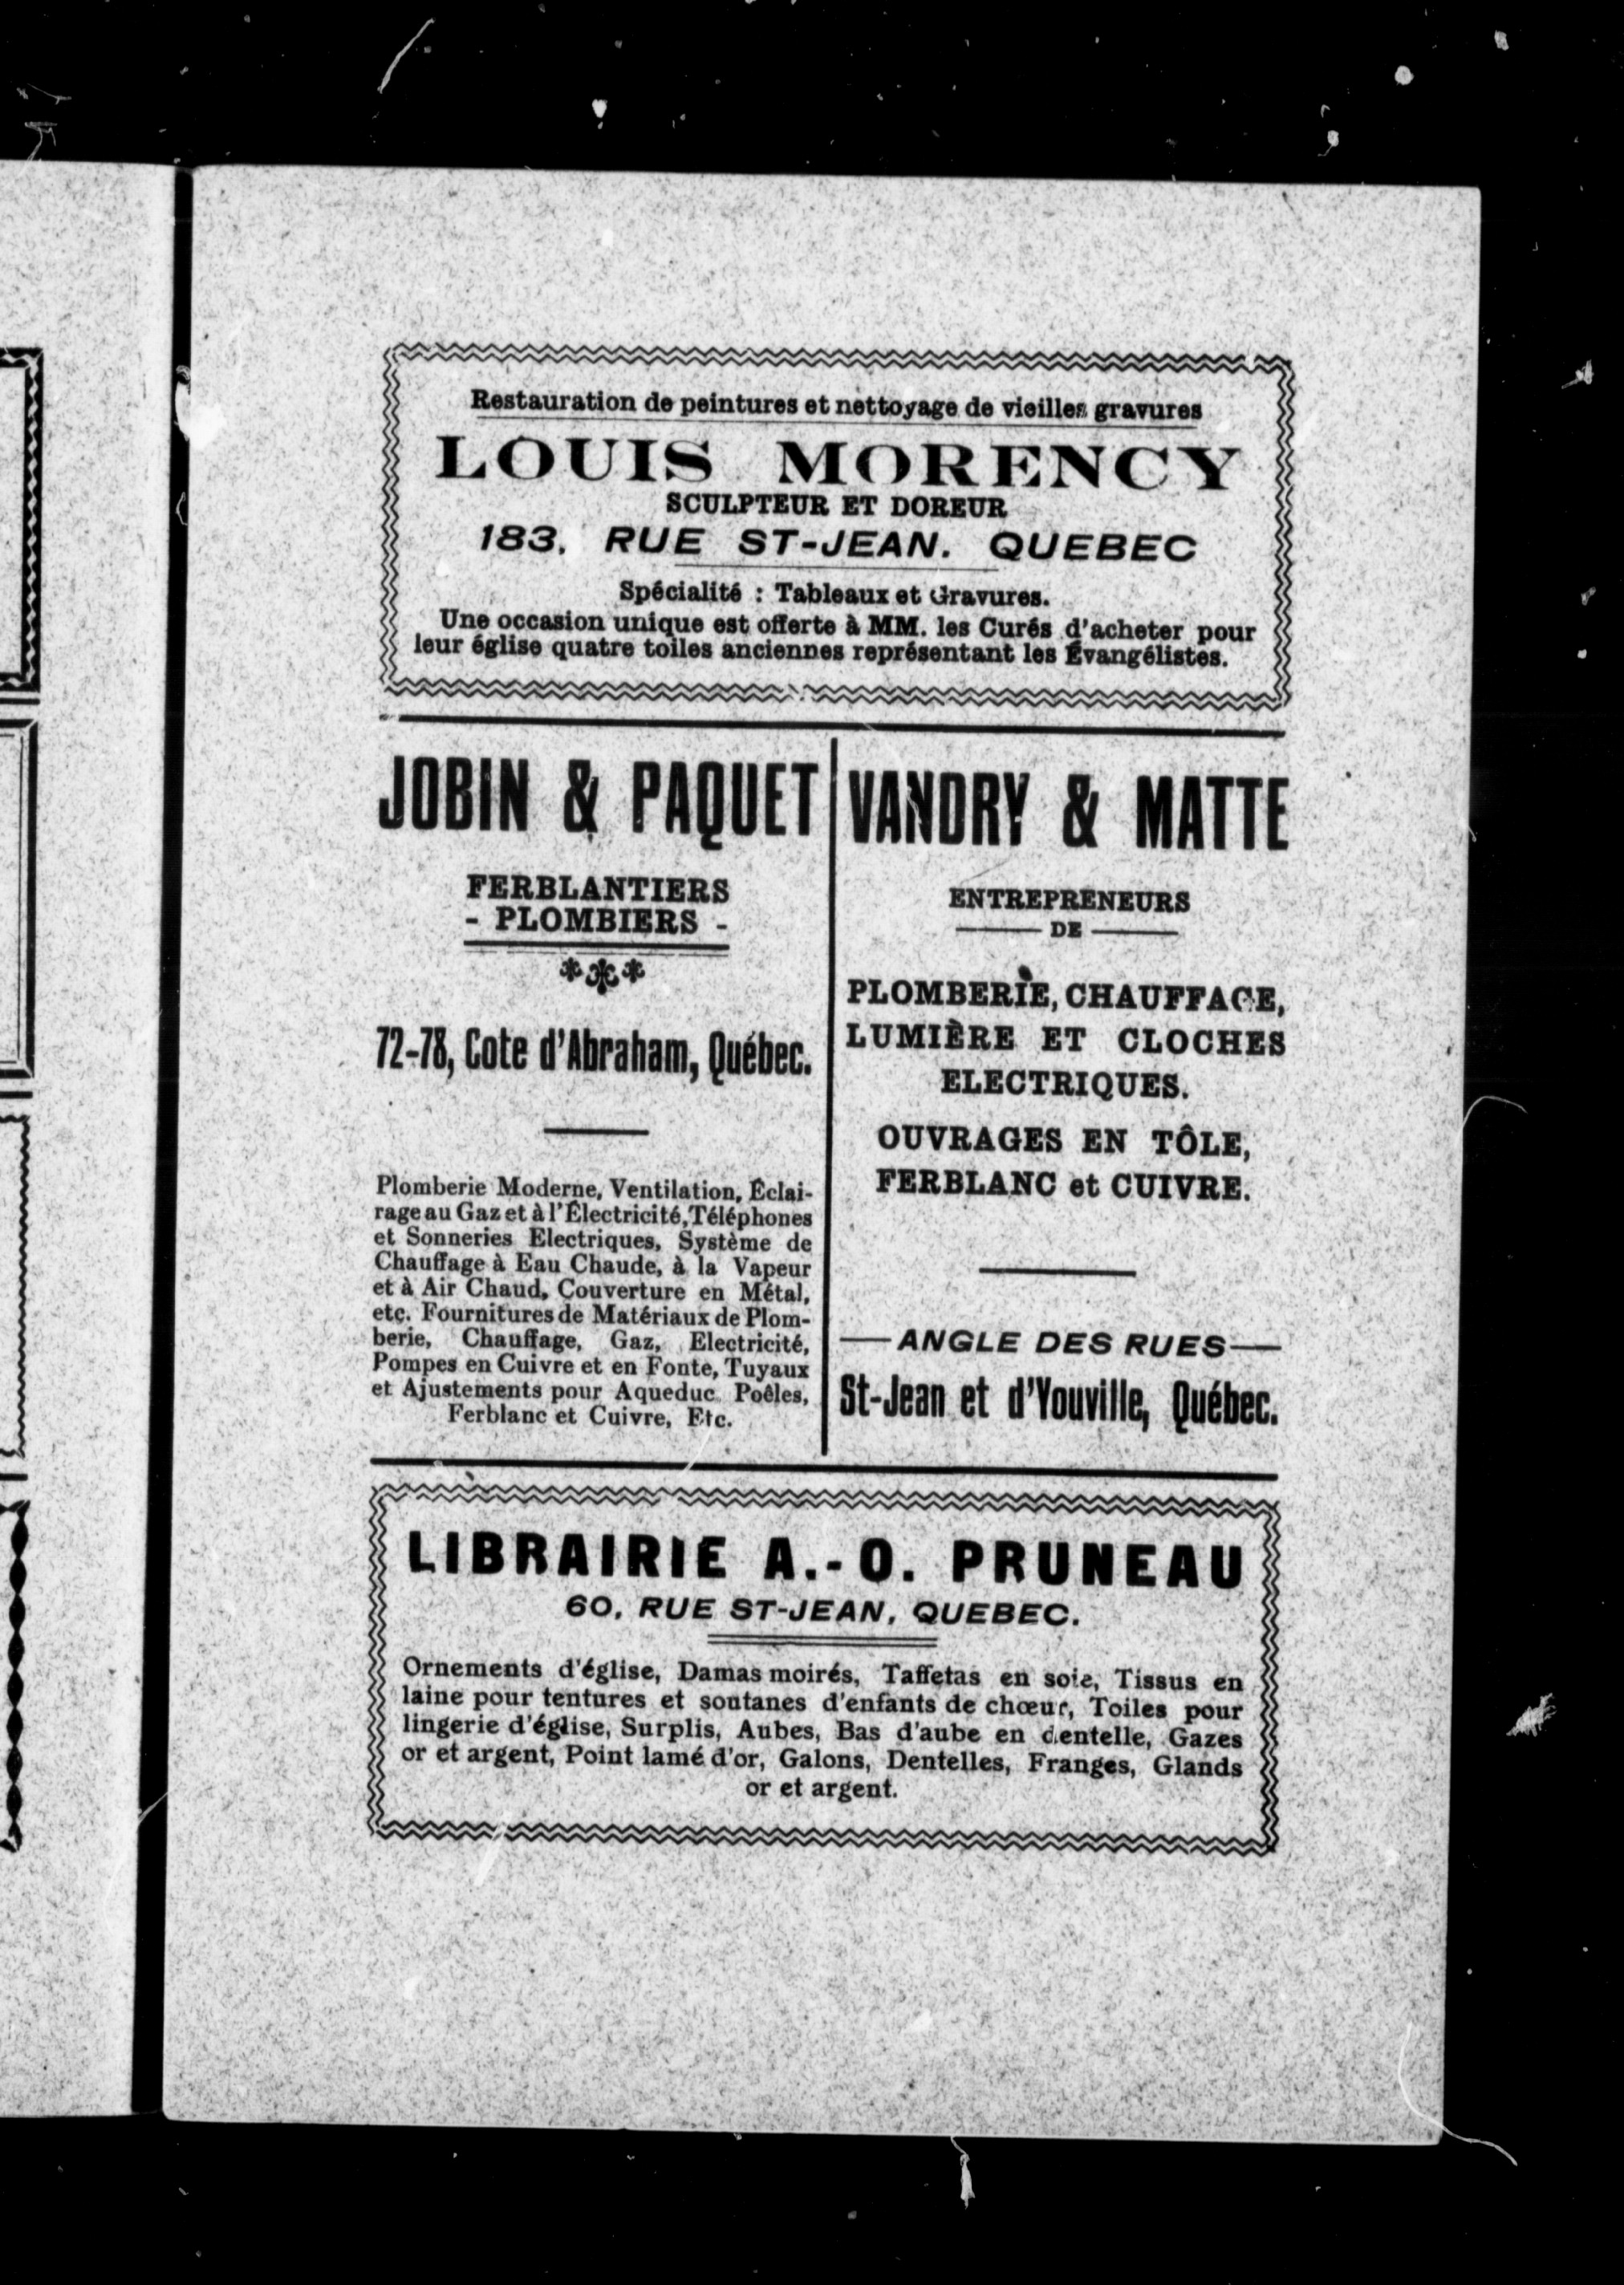 Restauration de peintures et nettoyage de vieilles gravures
LOUIS MORENCY
SCULPTEUR ET DOREUR
183, RUE ST-JEAN. QUEBEC
Spécialité : Tableaux et Gravures.
Une occasion unique est offerte à MM. les Curés d'acheter pour
leur église quatre toiles anciennes représentant les Évangélistes.
JOBIN & PAQUET
FERBLANTIERS
- PLOMBIERS -
72-78, Cote d'Abraham, Québec.
Plomberie Moderne, Ventilation, Éclai-
rage au Gaz et à l'Électricité, Téléphones
et Sonneries Electriques, Système de
Chauffage à Eau Chaude, à la Vapeur
et à Air Chaud, Couverture en Métal,
etc. Fournitures de Matériaux de Plom-
berie, Chauffage, Gaz, Electricité,
Pompes en Cuivre et en Fonte, Tuyaux
et Ajustements pour Aqueduc Poêles,
Ferblanc et Cuivre, Etc.
VANDRY & MATTE
ENTREPRENEURS
DE
PLOMBERIE, CHAUFFAGE,
LUMIÈRE ET CLOCHES
ELECTRIQUES.
OUVRAGES EN TÔLE,
FERBLANC et CUIVRE.
ANGLE DES RUES
St-Jean et d'Youville, Québec.
LIBRAIRIE A.-O. PRUNEAU
60, RUE ST-JEAN, QUEBEC.
Ornements d'église, Damas moirés, Taffetas en soie, Tissus en
laine pour tentures et soutanes d'enfants de chœur, Toiles pour
lingerie d'église, Surplis, Aubes, Bas d'aube en dentelle, Gazes
or et argent, Point lamé d'or, Galons, Dentelles, Franges, Glands
or et argent.